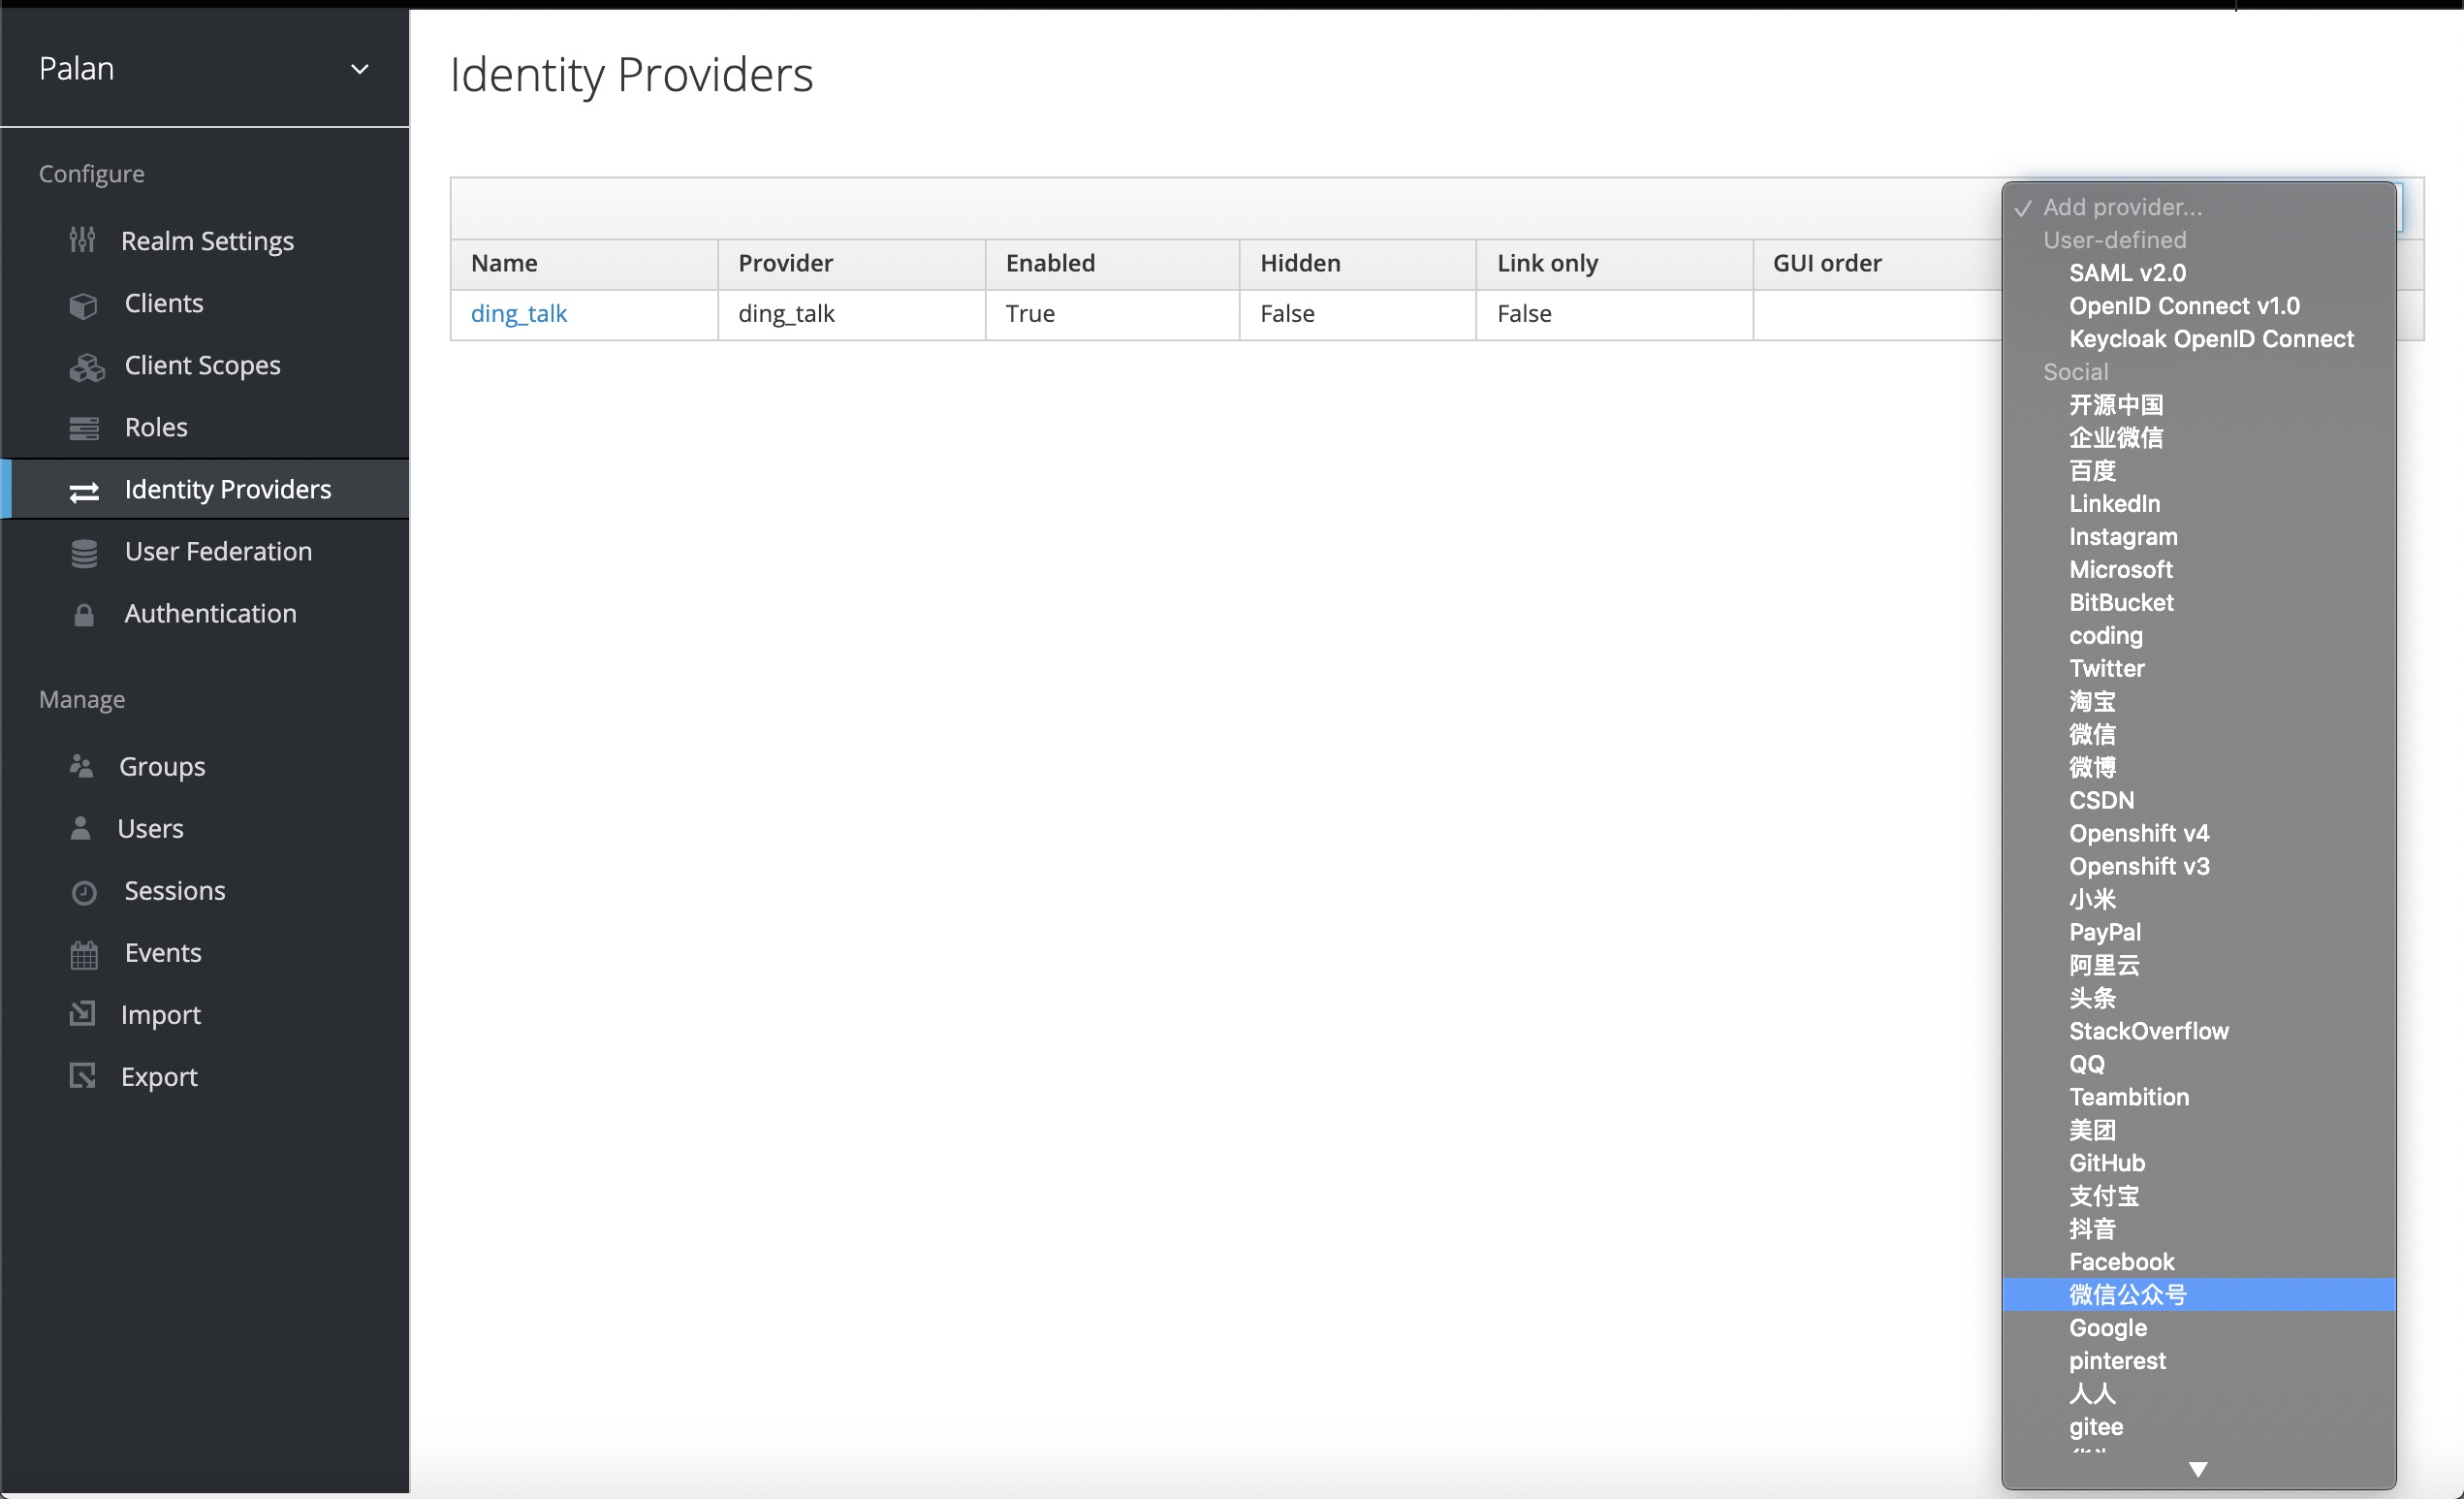 Palan
Configure
Realm Settings
Clients
Client Scopes
Roles
Identity Providers
User Federation
Authentication
Manage
Groups
Users
Sessions
Events
Import
Export
Identity Providers
Name Provider Enabled Hidden Link only GUI order
ding_talk ding_talk True False False
✓ Add provider...
User-defined
SAML v2.0
OpenID Connect v1.0
Keycloak OpenID Connect
Social
开源中国
企业微信
百度
LinkedIn
Instagram
Microsoft
BitBucket
coding
Twitter
淘宝
微信
微博
CSDN
Openshift v4
Openshift v3
小米
PayPal
阿里云
头条
StackOverflow
QQ
Teambition
美团
GitHub
支付宝
抖音
Facebook
微信公众号
Google
pinterest
人人
gitee